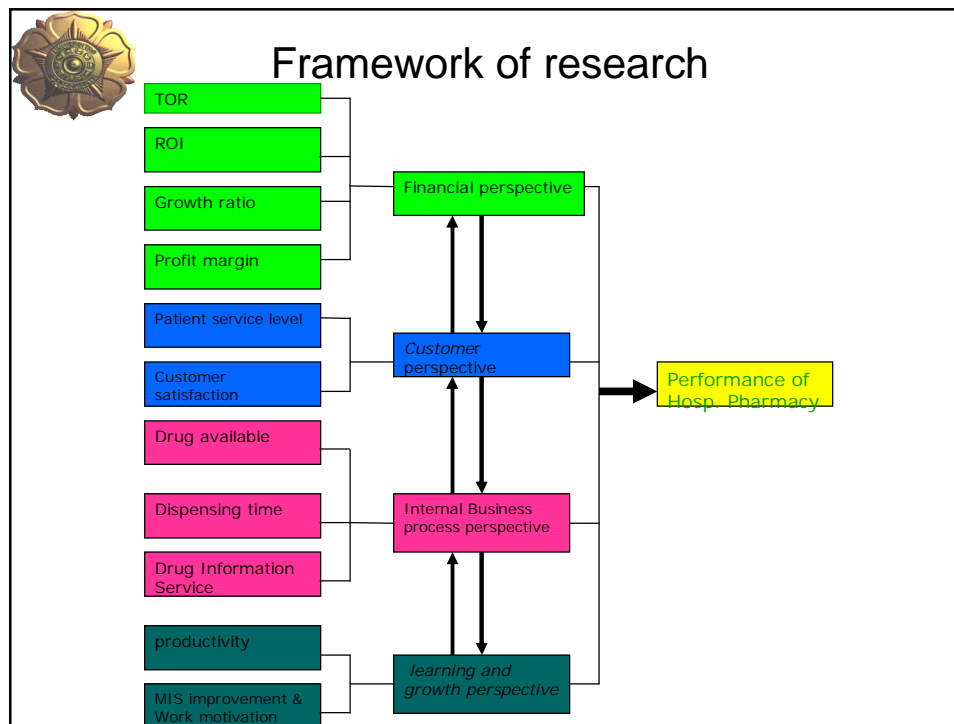 Framework of research
TOR
ROI
Growth ratio
Profit margin
Patient service level
Customer
satisfaction
Drug available
Dispensing time
Drug Information
Service
productivity
MIS improvement &
Work motivation
Financial perspective
Customer
perspective
Internal Business
process perspective
learning and
growth perspective
Performance of
Hosp. Pharmacy